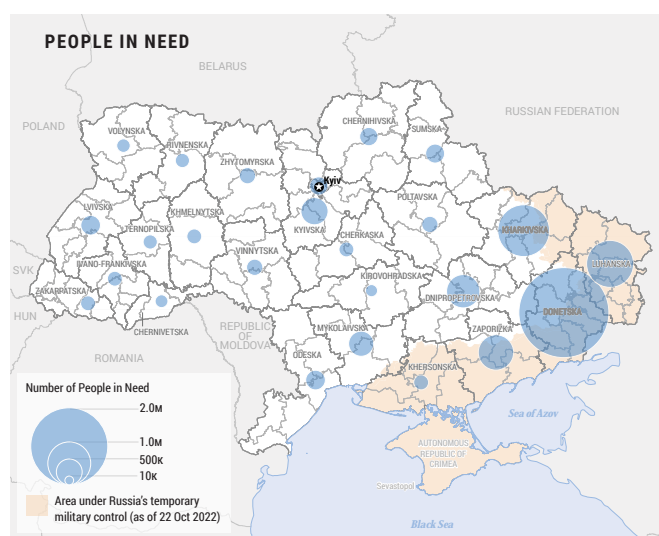 PEOPLE IN NEED
BELARUS
RUSSIAN FEDERATION
POLAND
CHERNIHIVSKA
SUMSKA
VOLYNSKA
RIVNENSKA
ZHYTOMYRSKA
Kyiv
POLTAVSKA
LVIVSKA
KHMELNYTSKA
TERNOPILSKA
KYIVSKA
CHERKASKA
KHARKIVSKA
VINNYTSKA
LUHANSKA
SVK
IVANO-FRANKIVSKA
KIROVOHRADSKA
ZAKARPATSKA
DNIPROPETROVSKA
HUN
CHERNIVETSKA
DONETSKA
REPUBLIC
OF
MOLDOVA
MYKOLAIVSKA
ZAPORIZKA
ROMANIA
ODESKA
KHERSONSKA
Number of People in Need
2.0M
1.0M
500K
10K
Area under Russia's temporary
military control (as of 22 Oct 2022)
Sea of Azov
AUTONOMOUS
REPUBLIC OF
CRIMEA
Sevastopol
Black Sea